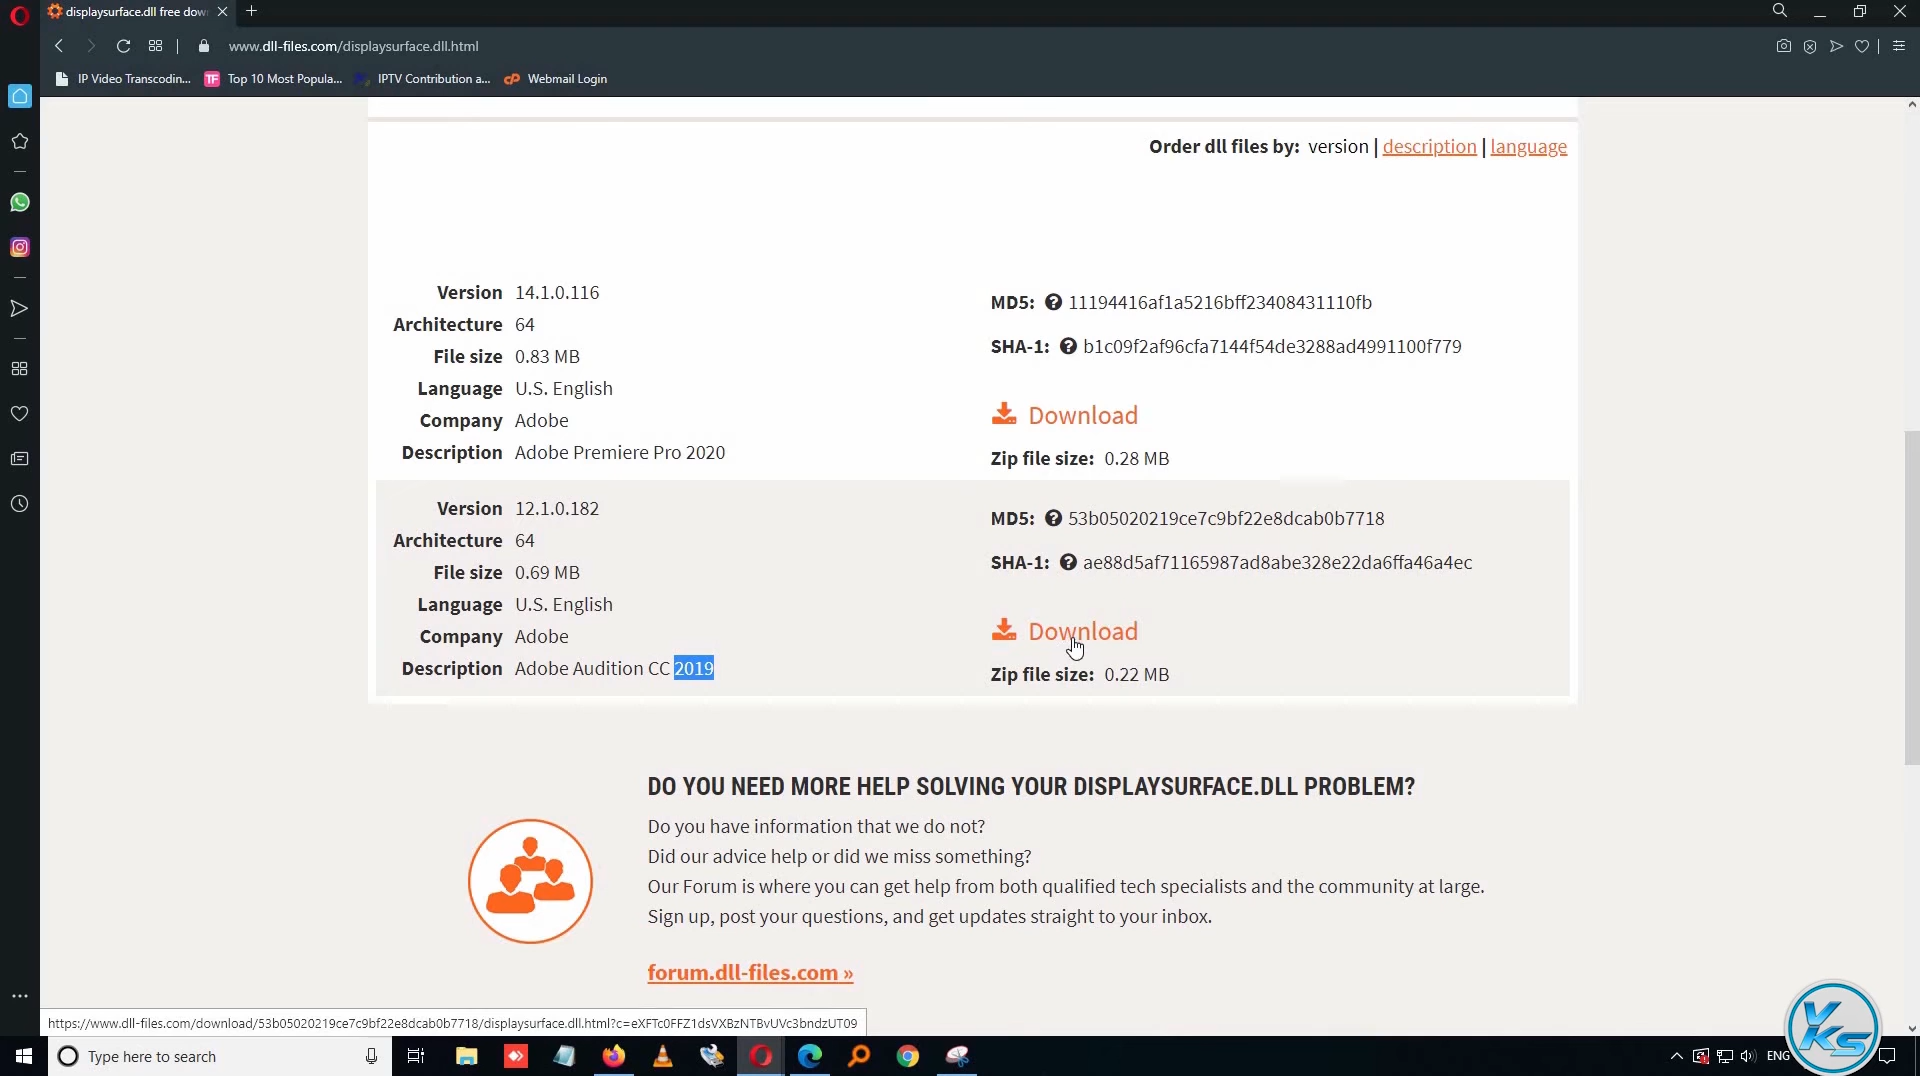 displaysurface.dll free dow
www.dll-files.com/displaysurface.dll.html
IP Video Transcodin...
TF
Top 10 Most Popula...
IPTV Contribution a...
cP
Webmail Login
Order dll files by: version | description | language
Version 14.1.0.116
Architecture 64
File size 0.83 MB
Language U.S. English
Company Adobe
Description Adobe Premiere Pro 2020
MD5: ? 11194416af1a5216bff23408431110fb
SHA-1: ? b1c09f2af96cfa7144f54de3288ad4991100f779
Download
Zip file size: 0.28 MB
Version 12.1.0.182
Architecture 64
File size 0.69 MB
Language U.S. English
Company Adobe
Description Adobe Audition CC 2019
MD5: ? 53b05020219ce7c9bf22e8dcab0b7718
SHA-1: ? ae88d5af71165987ad8abe328e22da6ffa46a4ec
Download
Zip file size: 0.22 MB
DO YOU NEED MORE HELP SOLVING YOUR DISPLAYSURFACE.DLL PROBLEM?
Do you have information that we do not?
Did our advice help or did we miss something?
Our Forum is where you can get help from both qualified tech specialists and the community at large.
Sign up, post your questions, and get updates straight to your inbox.
forum.dll-files.com »
https://www.dll-files.com/download/53b05020219ce7c9bf22e8dcab0b7718/displaysurface.dll.html?c=eXFTc0FFZ1dsVXBzNTBvUVc3bndzUT09
Type here to search
ENG
YKS